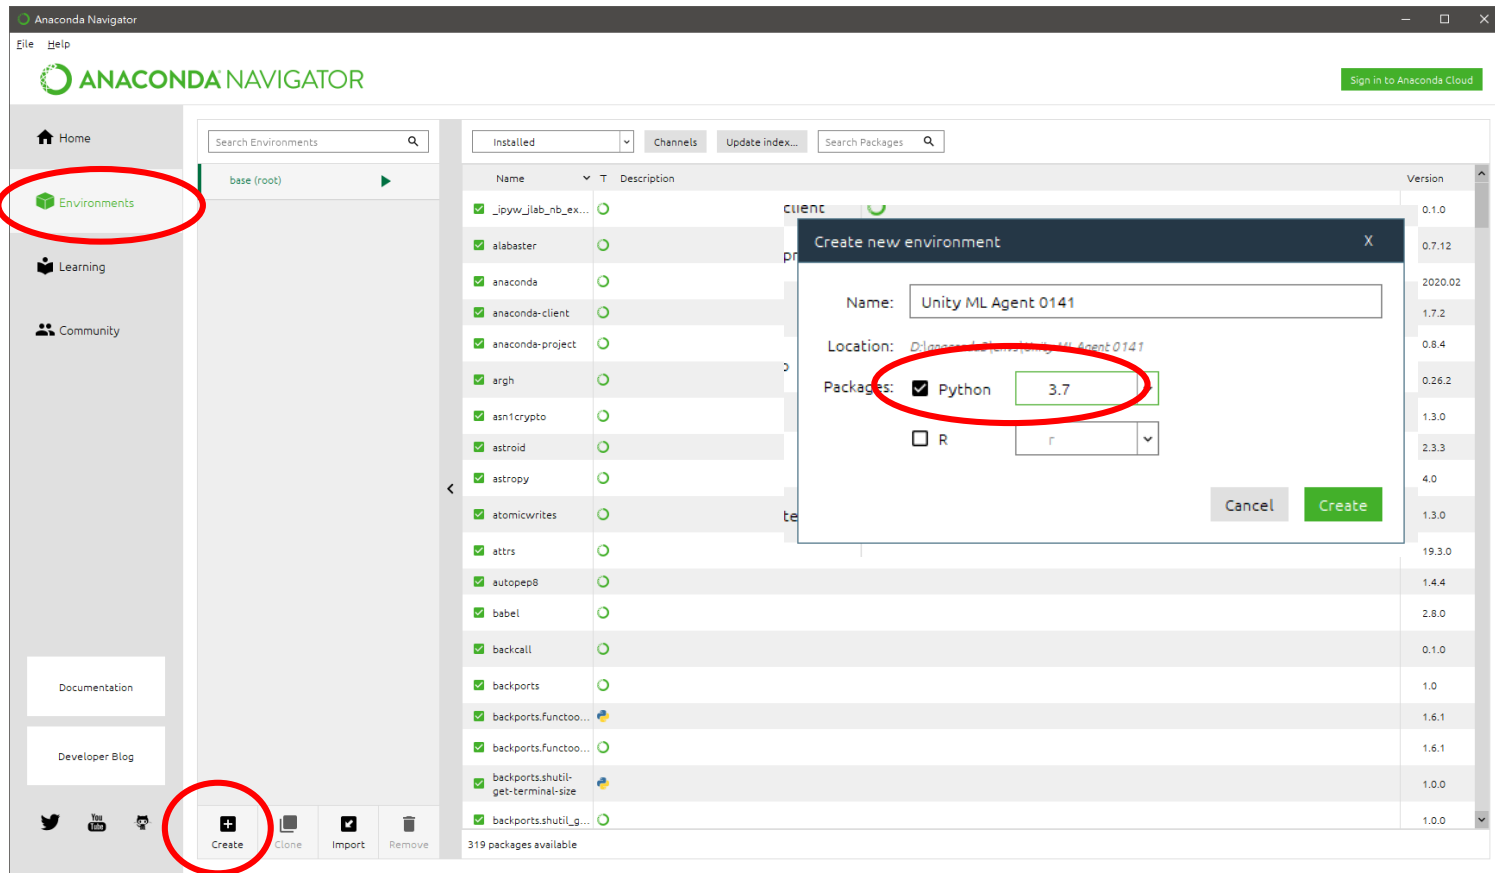 Anaconda Navigator
File Help
ANACONDA NAVIGATOR
Sign in to Anaconda Cloud
Home
Environments
Learning
Community
Documentation
Developer Blog
You
Tube
Search Environments
base (root)
Create Clone Import Remove
Installed Channels Update index... Search Packages
Name T Description Version
_ipyw_jlab_nb_ex... 0.1.0
alabaster 0.7.12
anaconda 2020.02
anaconda-client 1.7.2
anaconda-project 0.8.4
argh 0.26.2
asn1crypto 1.3.0
astroid 2.3.3
astropy 4.0
atomicwrites 1.3.0
attrs 19.3.0
autopep8 1.4.4
babel 2.8.0
backcall 0.1.0
backports 1.0
backports.functoo... 1.6.1
backports.functoo... 1.6.1
backports.shutil-
get-terminal-size 1.0.0
backports.shutil_g... 1.0.0
319 packages available
client
Create new environment X
Name: Unity ML Agent 0141
Location: Unity ML Agent 0141
Packages: Python 3.7
R r
Cancel Create